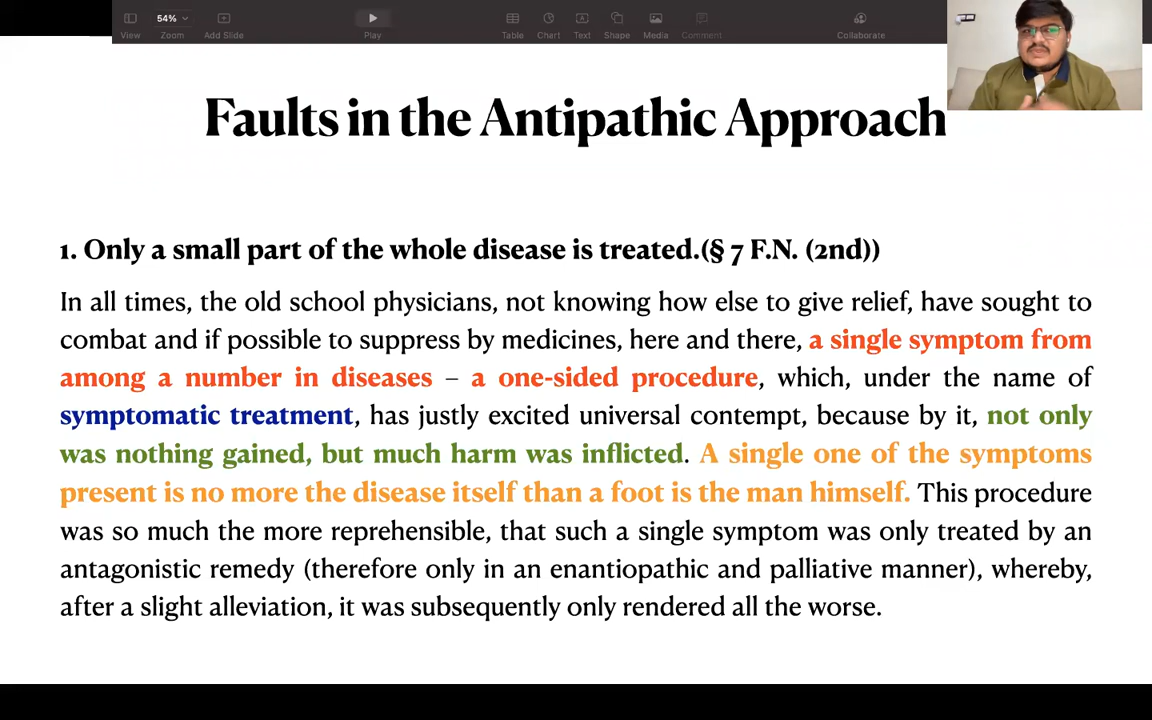 54%
View Zoom Add Slide Play Table Chart Text Shape Media Comment Collaborate
Faults in the Antipathic Approach
1. Only a small part of the whole disease is treated.(§ 7 F.N. (2nd))
In all times, the old school physicians, not knowing how else to give relief, have sought to
combat and if possible to suppress by medicines, here and there, a single symptom from
among a number in diseases – a one-sided procedure, which, under the name of
symptomatic treatment, has justly excited universal contempt, because by it, not only
was nothing gained, but much harm was inflicted. A single one of the symptoms
present is no more the disease itself than a foot is the man himself. This procedure
was so much the more reprehensible, that such a single symptom was only treated by an
antagonistic remedy (therefore only in an enantiopathic and palliative manner), whereby,
after a slight alleviation, it was subsequently only rendered all the worse.